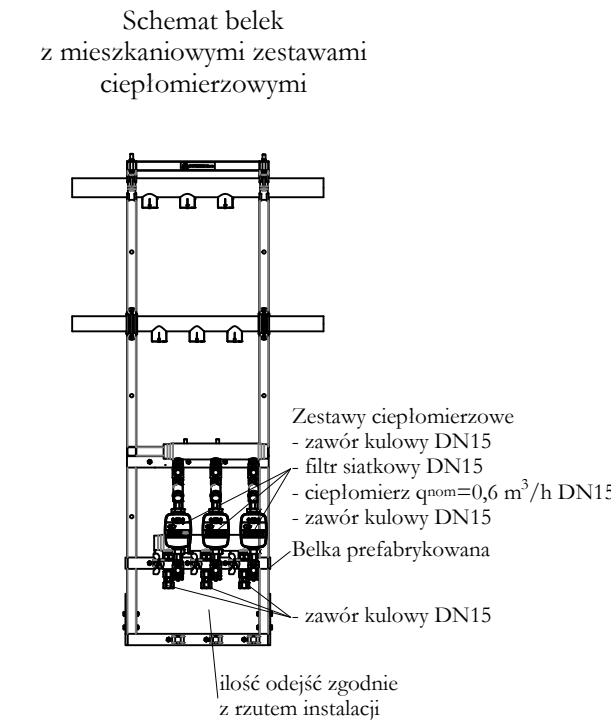 Schemat belek
z mieszkaniowymi zestawami
ciepłomierzowymi
Zestawy ciepłomierzowe
- zawór kulowy DN15
- filtr siatkowy DN15
- ciepłomierz qnom=0,6 m³/h DN15
- zawór kulowy DN15
Belka prefabrykowana
- zawór kulowy DN15
ilość odejść zgodnie
z rzutem instalacji